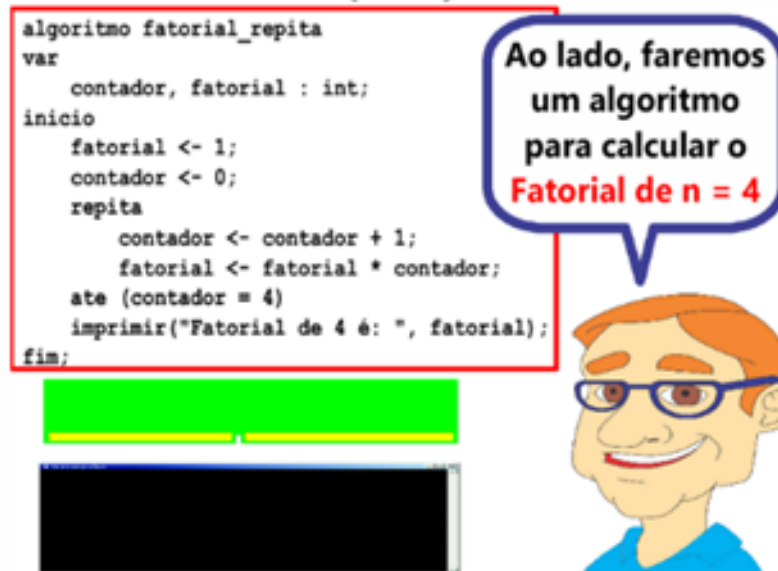 algoritmo fatorial_repita
var
contador, fatorial : int;
inicio
fatorial <- 1;
contador <- 0;
repita
contador <- contador + 1;
fatorial <- fatorial * contador;
ate (contador = 4)
imprimir("Fatorial de 4 é: ", fatorial);
fim;
Ao lado, faremos
um algoritmo
para calcular o
Fatorial de n = 4